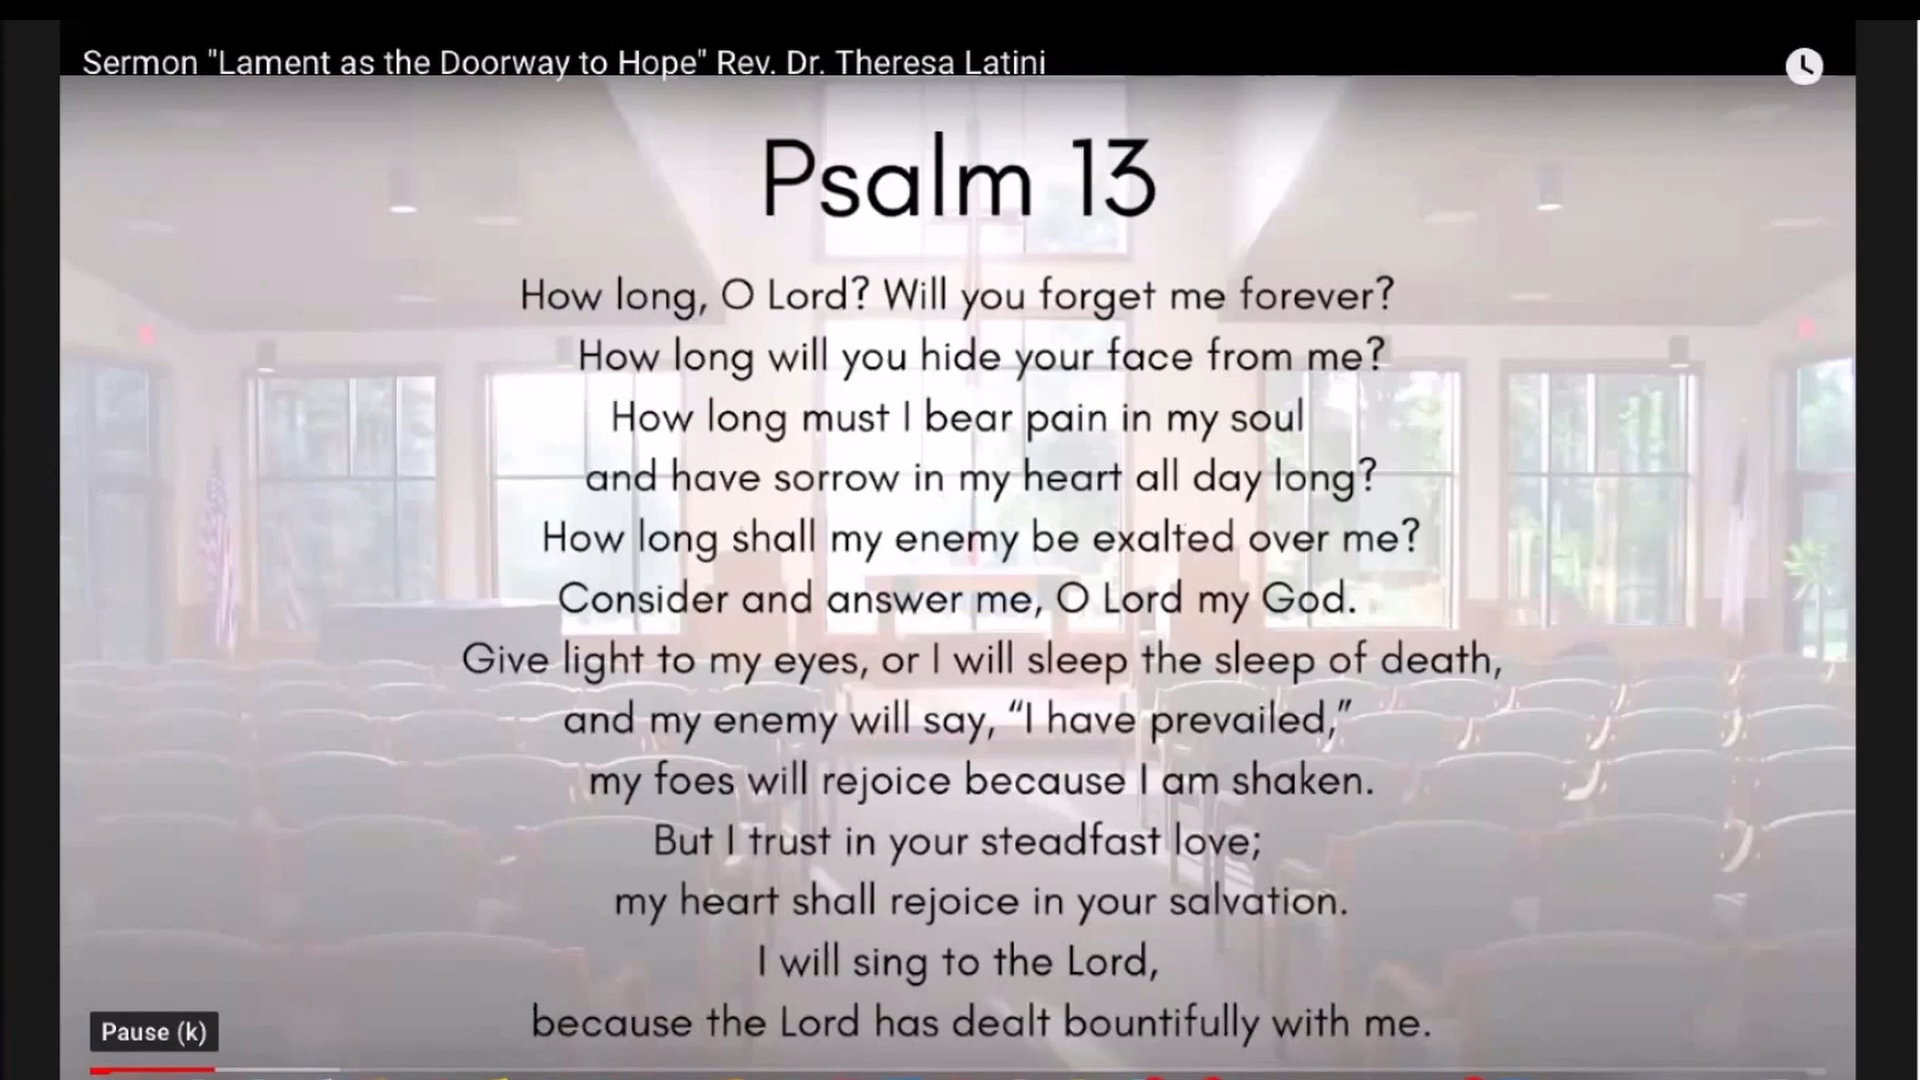 Sermon "Lament as the Doorway to Hope" Rev. Dr. Theresa Latini
Psalm 13
How long, O Lord? Will you forget me forever?
How long will you hide your face from me?
How long must I bear pain in my soul
and have sorrow in my heart all day long?
How long shall my enemy be exalted over me?
Consider and answer me, O Lord my God.
Give light to my eyes, or I will sleep the sleep of death,
and my enemy will say, “I have prevailed,”
my foes will rejoice because I am shaken.
But I trust in your steadfast love;
my heart shall rejoice in your salvation.
I will sing to the Lord,
because the Lord has dealt bountifully with me.
Pause (k)